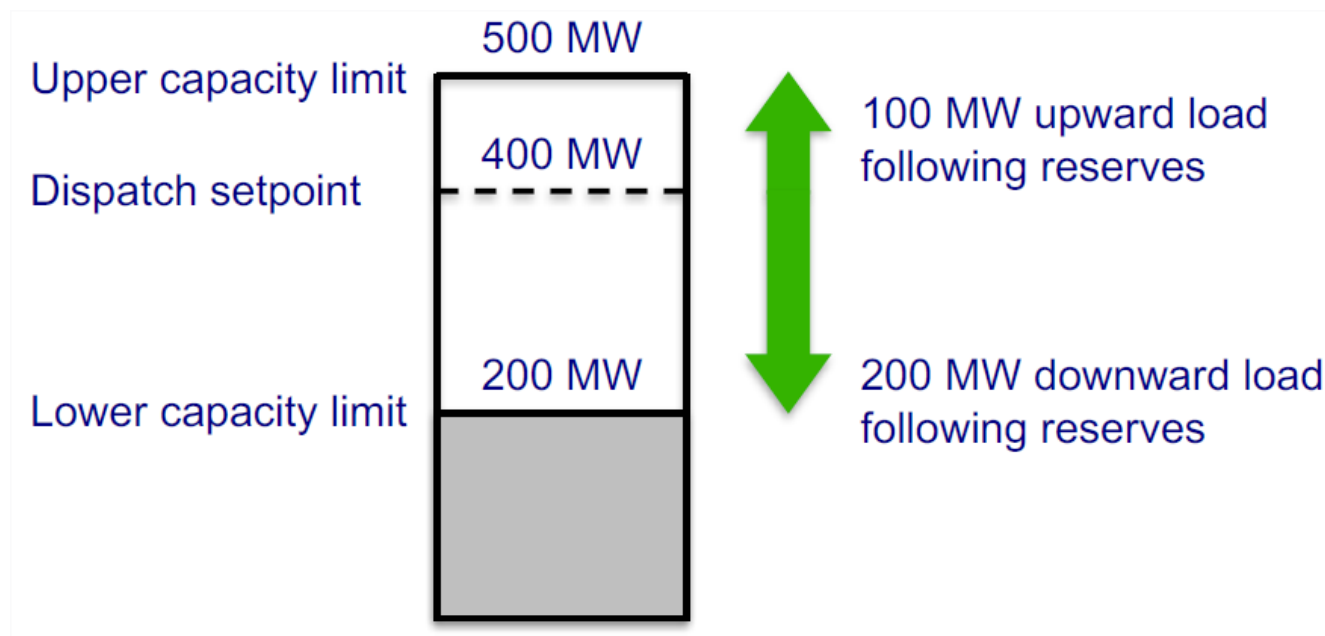 500 MW
Upper capacity limit
100 MW upward load
following reserves
400 MW
Dispatch setpoint
200 MW
Lower capacity limit
200 MW downward load
following reserves